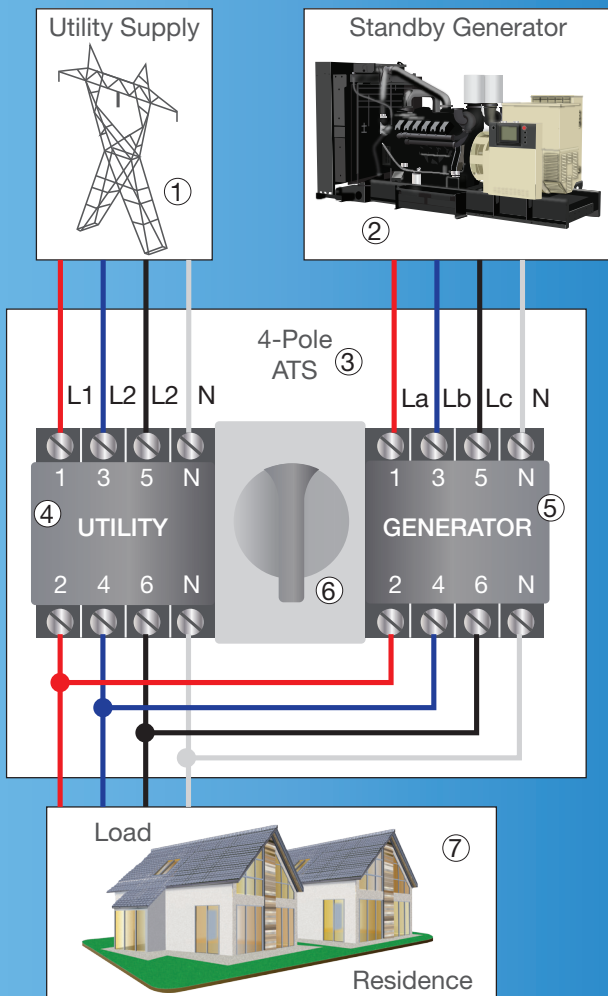 Utility Supply
Standby Generator
①
②
4-Pole
ATS ③
L1 L2 L2 N
La Lb Lc N
1 3 5 N
1 3 5 N
④ UTILITY
GENERATOR ⑤
⑥
2 4 6 N
2 4 6 N
Load
⑦
Residence